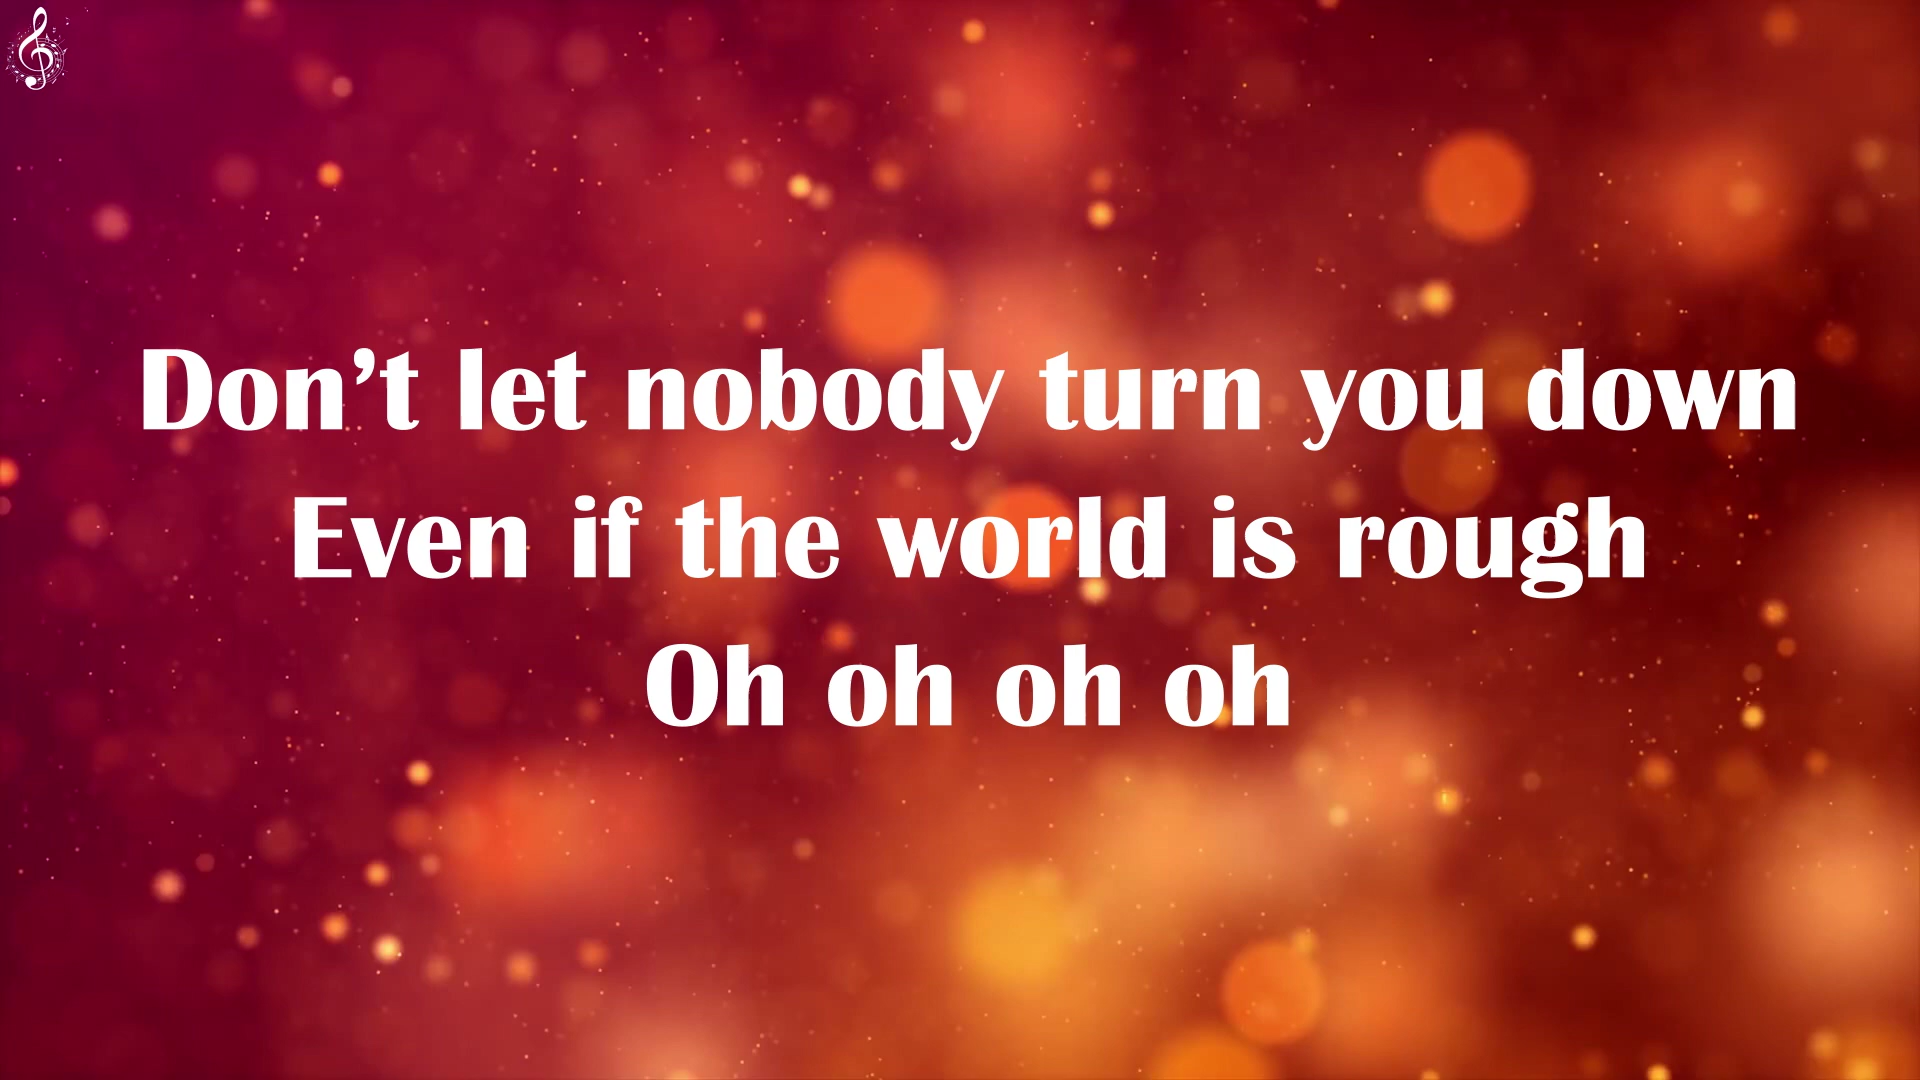 Don’t let nobody turn you down
Even if the world is rough
Oh oh oh oh